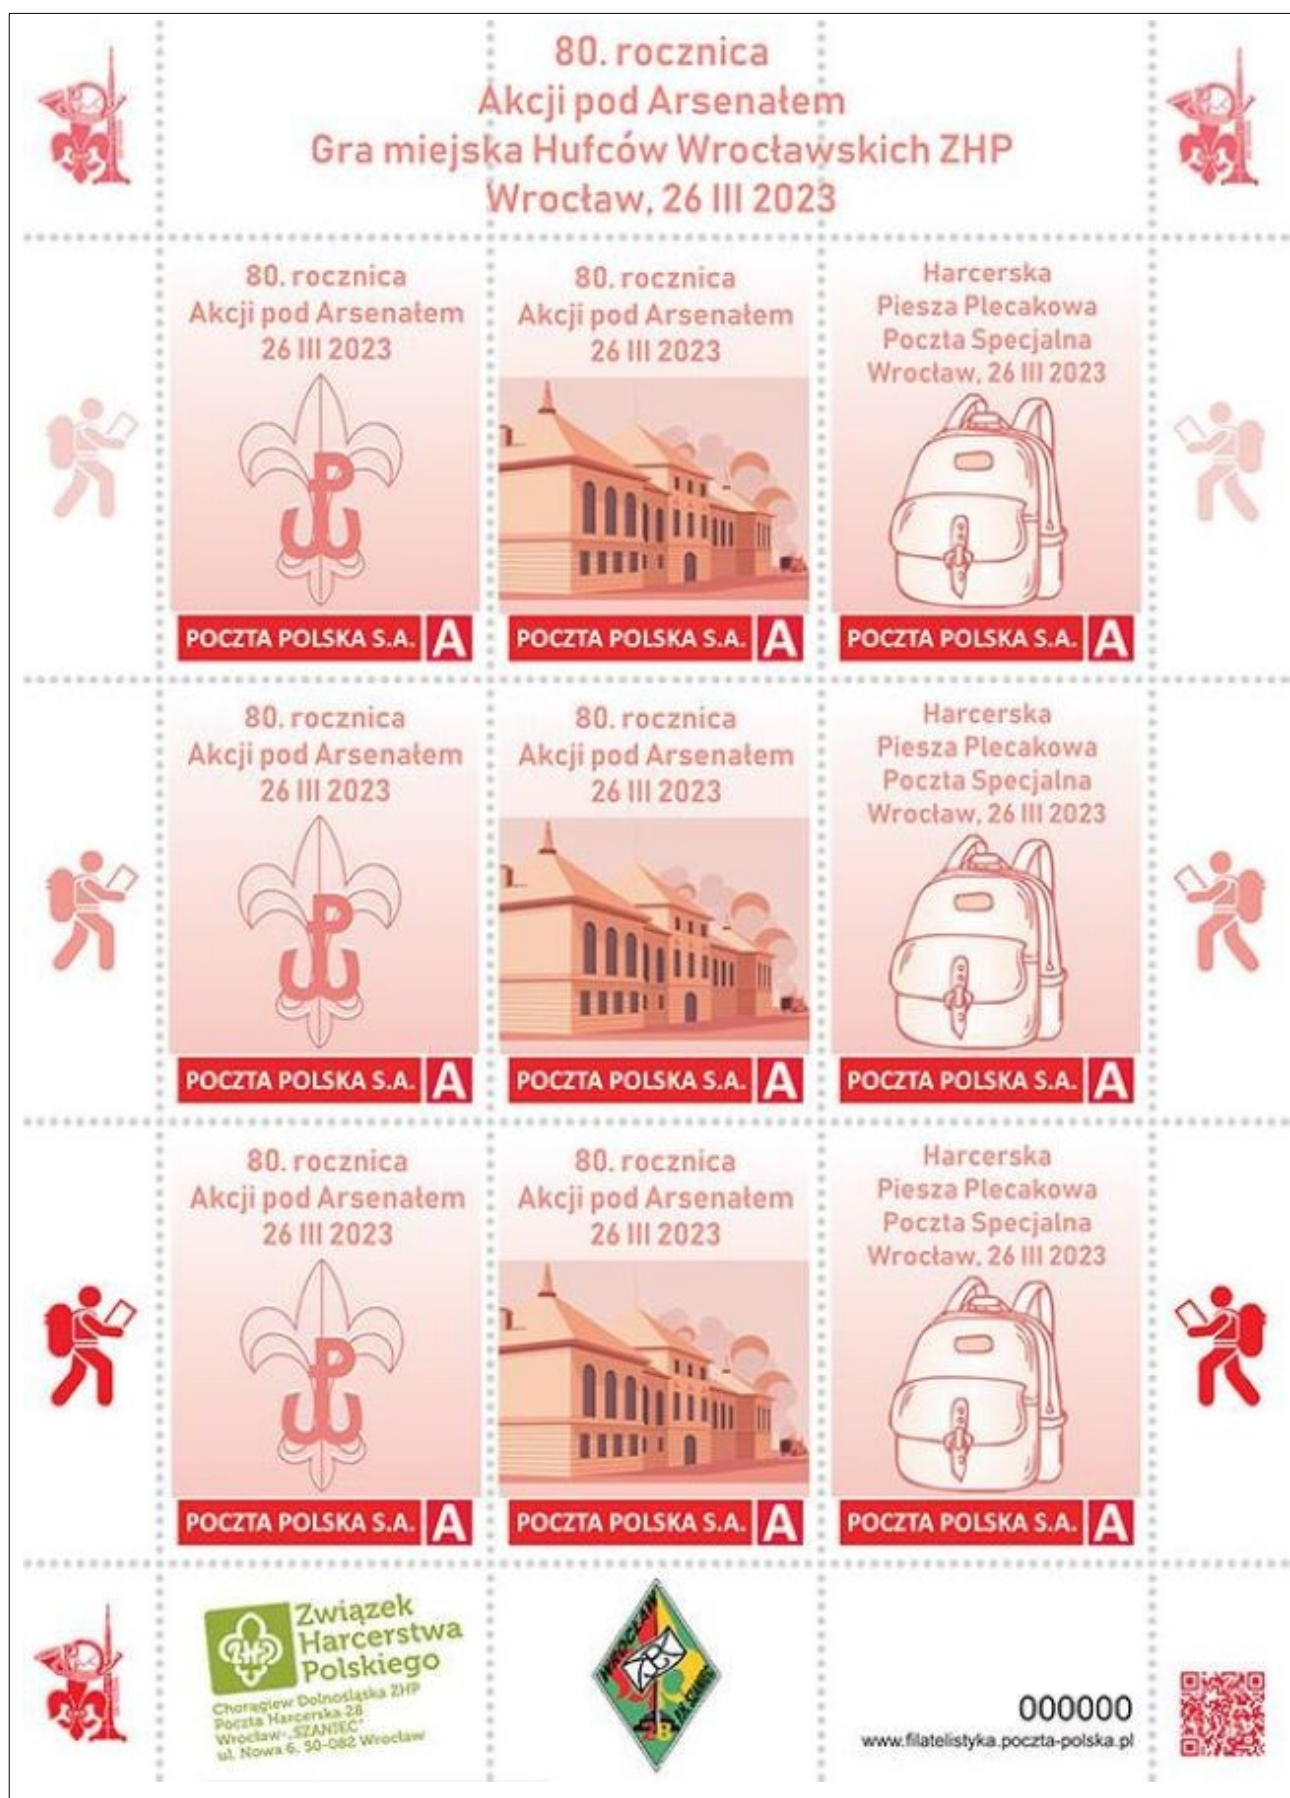 80. rocznica
Akcji pod Arsenałem
Gra miejska Hufców Wrocławskich ZHP
Wrocław, 26 III 2023
80. rocznica
Akcji pod Arsenałem
26 III 2023
POCZTA POLSKA S.A. A
80. rocznica
Akcji pod Arsenałem
26 III 2023
POCZTA POLSKA S.A. A
Harcerska
Piesza Plecakowa
Poczta Specjalna
Wrocław, 26 III 2023
POCZTA POLSKA S.A. A
80. rocznica
Akcji pod Arsenałem
26 III 2023
POCZTA POLSKA S.A. A
80. rocznica
Akcji pod Arsenałem
26 III 2023
POCZTA POLSKA S.A. A
Harcerska
Piesza Plecakowa
Poczta Specjalna
Wrocław, 26 III 2023
POCZTA POLSKA S.A. A
80. rocznica
Akcji pod Arsenałem
26 III 2023
POCZTA POLSKA S.A. A
80. rocznica
Akcji pod Arsenałem
26 III 2023
POCZTA POLSKA S.A. A
Harcerska
Piesza Plecakowa
Poczta Specjalna
Wrocław, 26 III 2023
POCZTA POLSKA S.A. A
ZHP
Związek
Harcerstwa
Polskiego
Chorągiew Dolnośląska ZHP
Poczta Harcerska 28
Wrocław-„SZANIEC”
ul. Nowa 6, 50-082 Wrocław
WROCŁAW
28
000000
www.filatelistyka.poczta-polska.pl